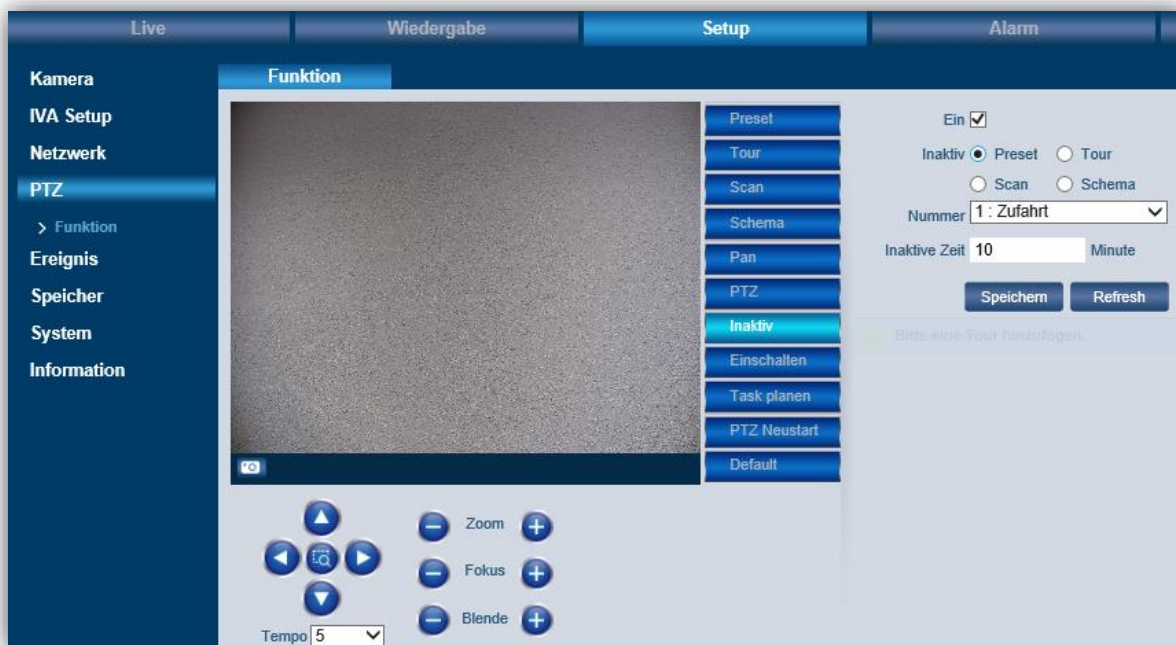 Live Wiedergabe Setup Alarm
Kamera
IVA Setup
Netzwerk
PTZ
> Funktion
Ereignis
Speicher
System
Information
Funktion
Preset
Tour
Scan
Schema
Pan
PTZ
Inaktiv
Einschalten
Task planen
PTZ Neustart
Default
Ein
Inaktiv Preset Tour
Scan Schema
Nummer 1 : Zufahrt
Inaktive Zeit 10 Minute
Speichern Refresh
Bitte eine Tour hinzufügen.
Zoom
Fokus
Blende
Tempo 5